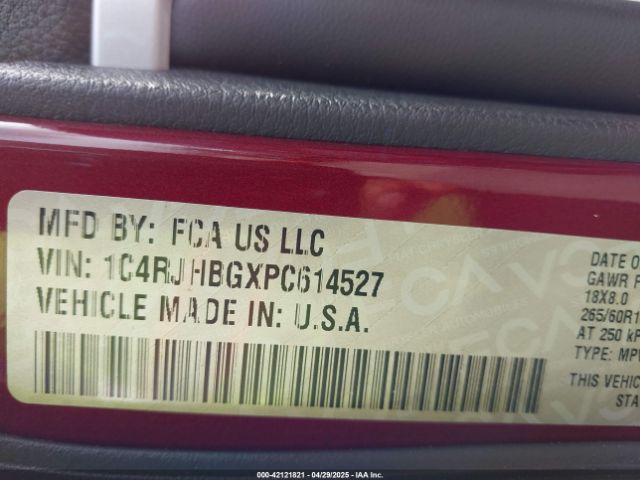 MFD BY: FCA US LLC
VIN: 1C4RJHBGXPC614527
VEHICLE MADE IN: U.S.A.
DATE O
GAWR F
18X8.0
265/60R1
AT 250 kP
TYPE: MP
THIS VEHIC
STA
000-42121821 - 04/29/2025 - IAA Inc.